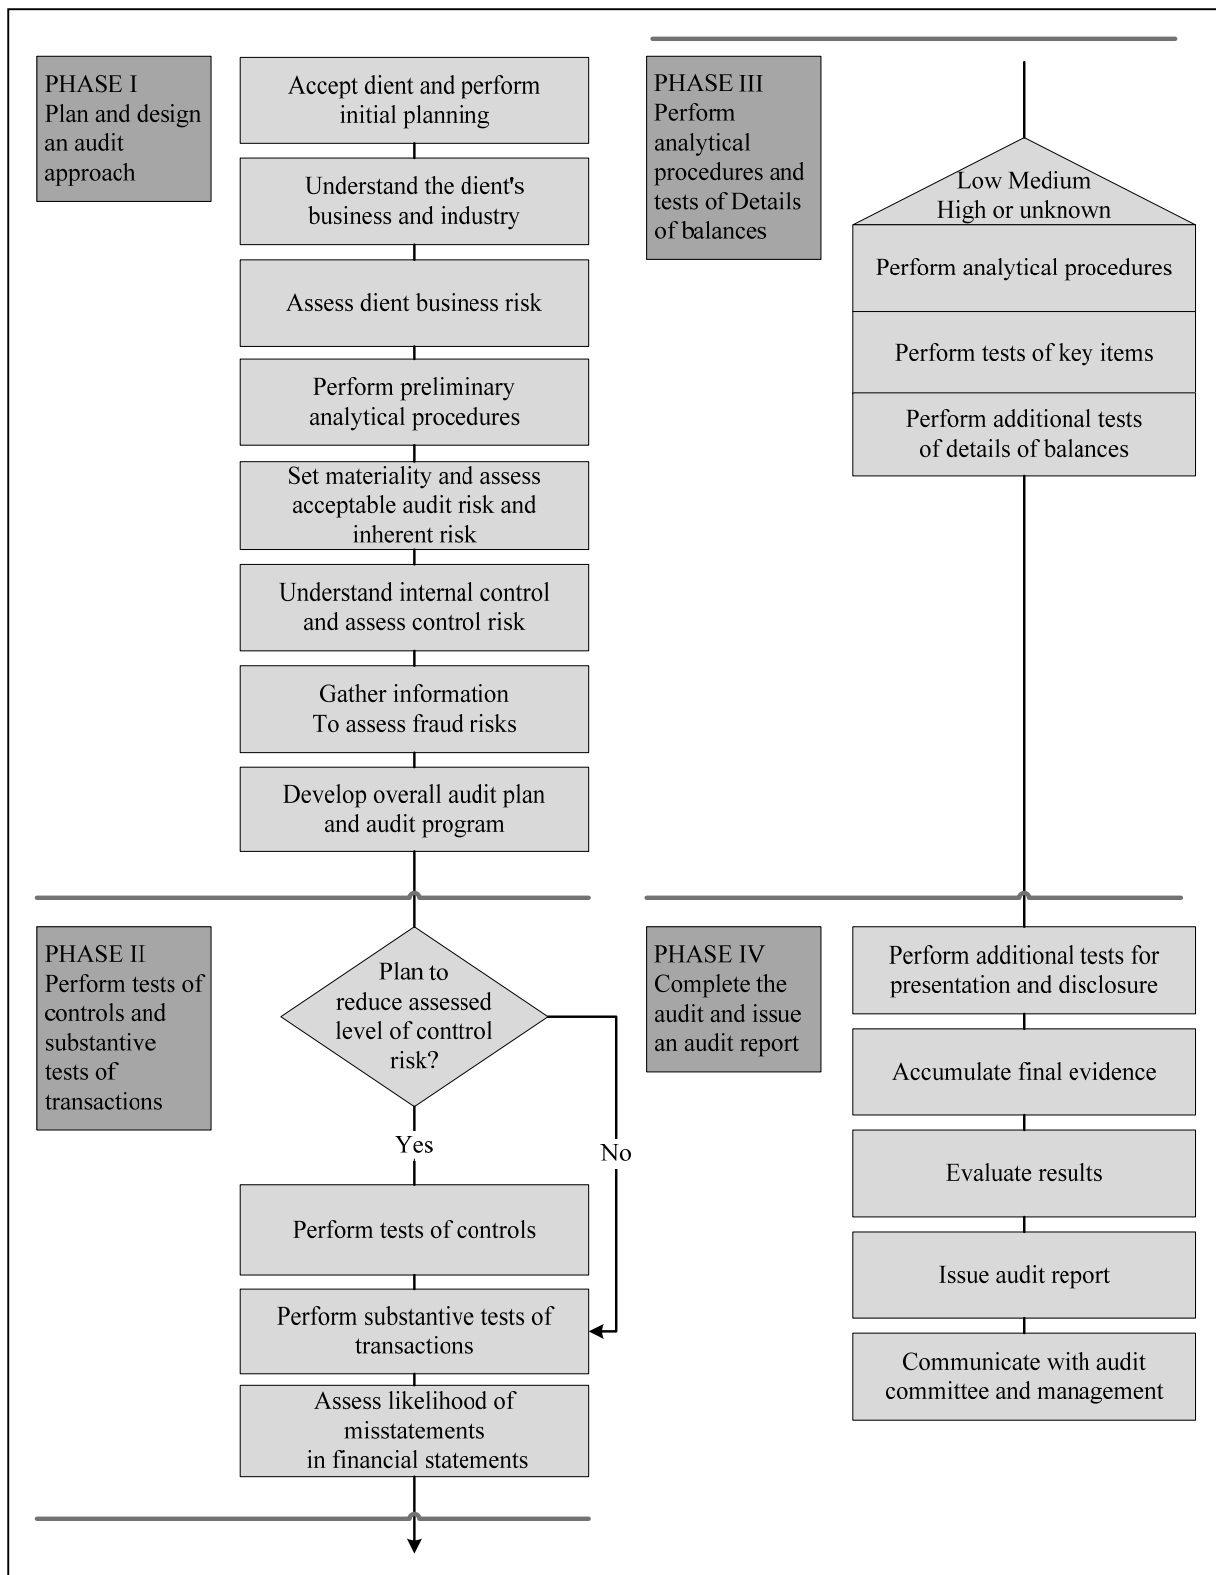 PHASE I
Plan and design
an audit
approach
Accept dient and perform
initial planning
Understand the dient's
business and industry
Assess dient business risk
Perform preliminary
analytical procedures
Set materiality and assess
acceptable audit risk and
inherent risk
Understand internal control
and assess control risk
Gather information
To assess fraud risks
Develop overall audit plan
and audit program
PHASE II
Perform tests of
controls and
substantive
tests of
transactions
Plan to
reduce assessed
level of conttrol
risk?
Yes
No
Perform tests of controls
Perform substantive tests of
transactions
Assess likelihood of
misstatements
in financial statements
PHASE III
Perform
analytical
procedures and
tests of Details
of balances
Low Medium
High or unknown
Perform analytical procedures
Perform tests of key items
Perform additional tests
of details of balances
PHASE IV
Complete the
audit and issue
an audit report
Perform additional tests for
presentation and disclosure
Accumulate final evidence
Evaluate results
Issue audit report
Communicate with audit
committee and management